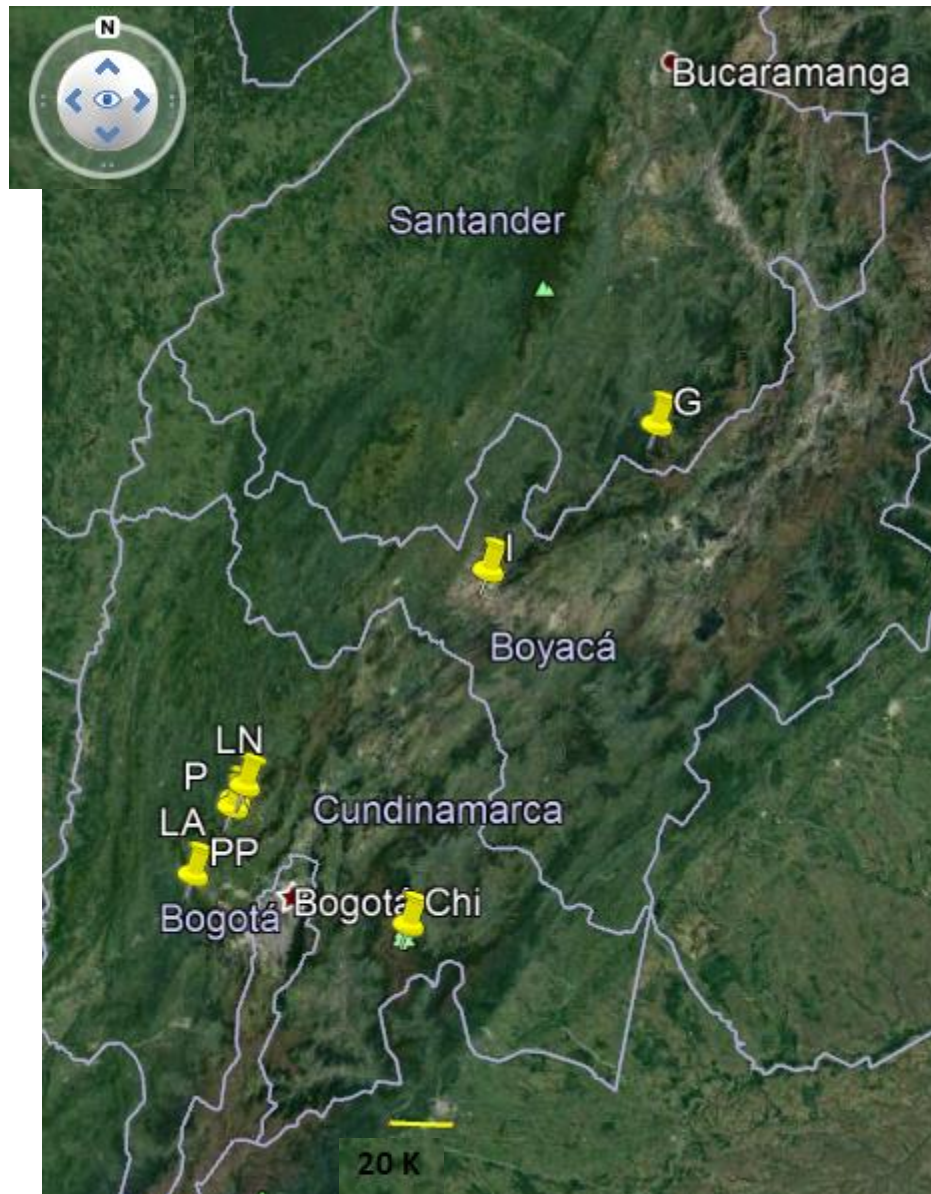 N
Bucaramanga
Santander
G
I
Boyacá
LN
P
Cundinamarca
LA
PP
Bogotá
Chi
Bogotá
20 K